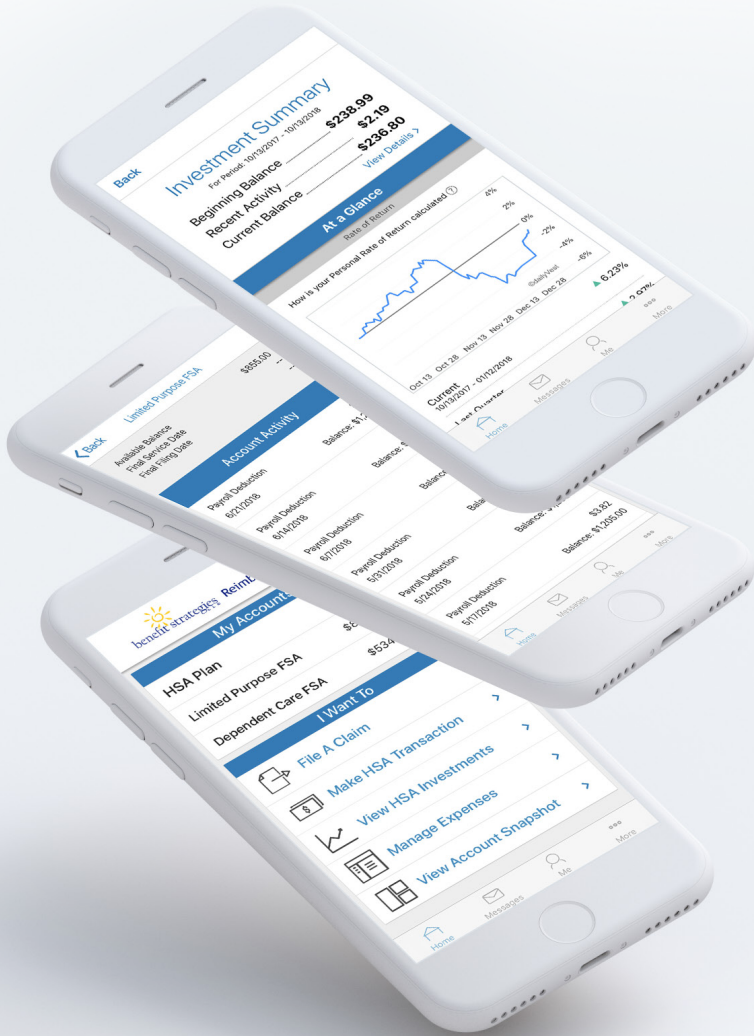 Back
Investment Summary
For Period: 10/13/2017 - 10/13/2018
Beginning Balance $238.99
Recent Activity $2.19
Current Balance $236.80
View Details >
At a Glance
Rate of Return
How is your Personal Rate of Return calculated ?
4%
2%
0%
-2%
-4%
-6%
©dailyVest
Oct 13 Oct 28 Nov 13 Nov 28 Dec 13 Dec 28
Current
10/13/2017 - 01/12/2018
▲ 6.23%
Last Quarter
Home Messages Me More
< Back
Limited Purpose FSA
Available Balance $855.00
Final Service Date --
Final Filing Date --
Account Activity
Payroll Deduction
6/21/2018 Balance: $1,
Payroll Deduction
6/14/2018 Balance: $
Payroll Deduction
6/7/2018
Payroll Deduction
5/31/2018
Payroll Deduction
5/24/2018
Payroll Deduction $3.82
5/17/2018 Balance: $1,205.00
Home Messages Me More
benefit strategies Reimb
My Accounts
HSA Plan
Limited Purpose FSA $8
Dependent Care FSA $534
I Want To
File A Claim >
Make HSA Transaction >
View HSA Investments >
Manage Expenses >
View Account Snapshot >
Home Messages Me More